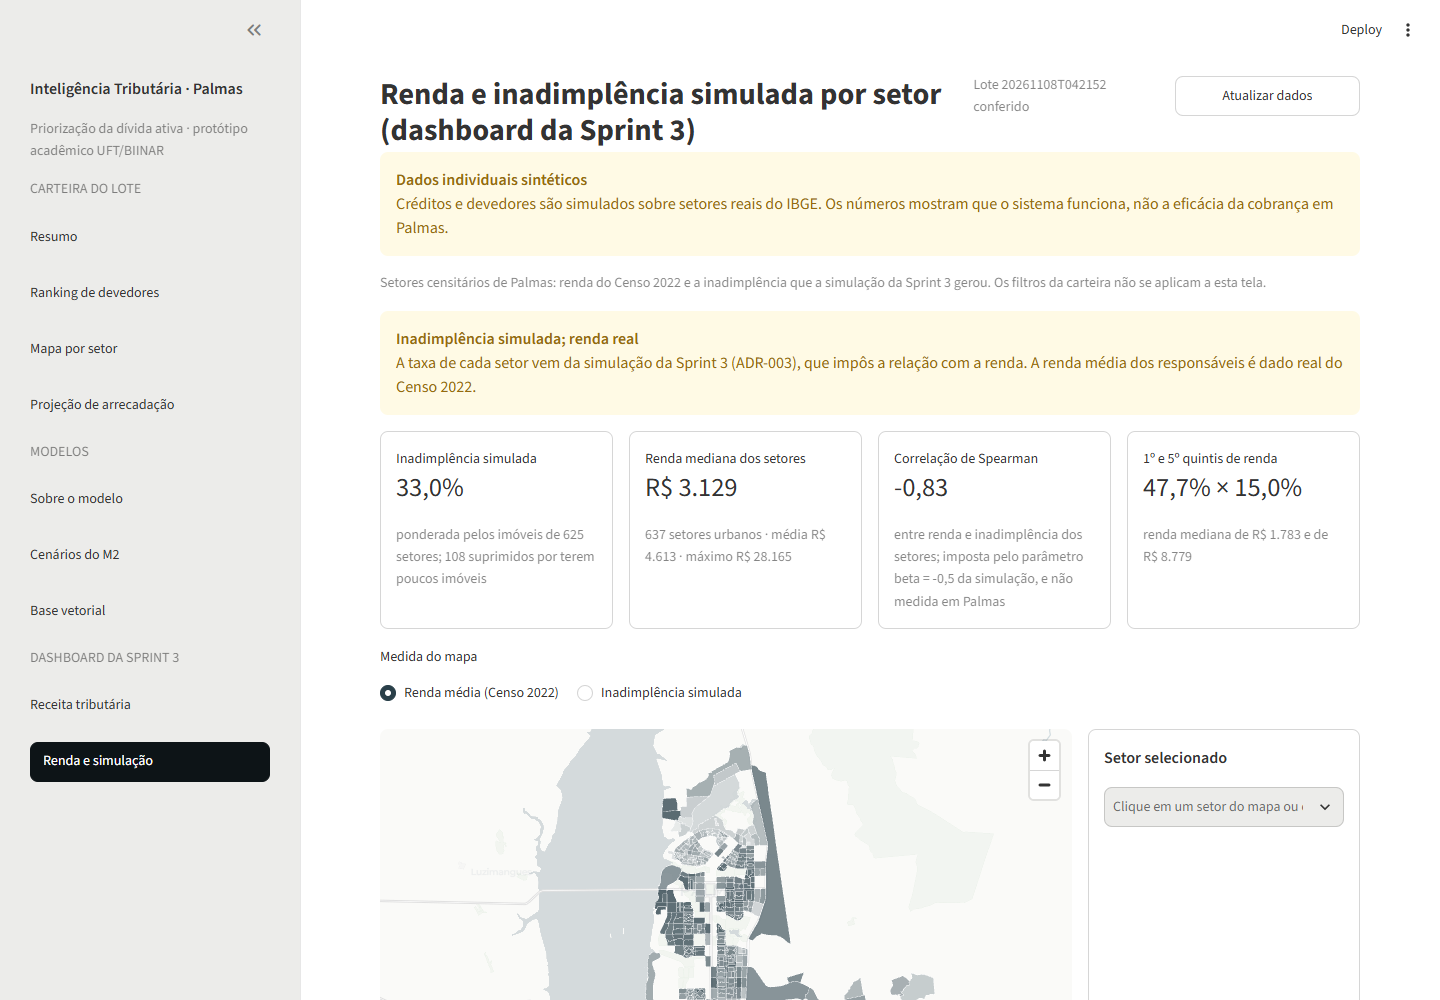 Deploy
Inteligência Tributária · Palmas
Priorização da dívida ativa · protótipo
acadêmico UFT/BIINAR
CARTEIRA DO LOTE
Resumo
Ranking de devedores
Mapa por setor
Projeção de arrecadação
MODELOS
Sobre o modelo
Cenários do M2
Base vetorial
DASHBOARD DA SPRINT 3
Receita tributária
Renda e simulação
Renda e inadimplência simulada por setor
(dashboard da Sprint 3)
Lote 20261108T042152
conferido
Atualizar dados
Dados individuais sintéticos
Créditos e devedores são simulados sobre setores reais do IBGE. Os números mostram que o sistema funciona, não a eficácia da cobrança em
Palmas.
Setores censitários de Palmas: renda do Censo 2022 e a inadimplência que a simulação da Sprint 3 gerou. Os filtros da carteira não se aplicam a esta tela.
Inadimplência simulada; renda real
A taxa de cada setor vem da simulação da Sprint 3 (ADR-003), que impôs a relação com a renda. A renda média dos responsáveis é dado real do
Censo 2022.
Inadimplência simulada
33,0%
ponderada pelos imóveis de 625
setores; 108 suprimidos por terem
poucos imóveis
Renda mediana dos setores
R$ 3.129
637 setores urbanos · média R$
4.613 · máximo R$ 28.165
Correlação de Spearman
-0,83
entre renda e inadimplência dos
setores; imposta pelo parâmetro
beta = -0,5 da simulação, e não
medida em Palmas
1º e 5º quintis de renda
47,7% × 15,0%
renda mediana de R$ 1.783 e de
R$ 8.779
Medida do mapa
Renda média (Censo 2022)
Inadimplência simulada
Luzimangues
+
−
Setor selecionado
Clique em um setor do mapa ou